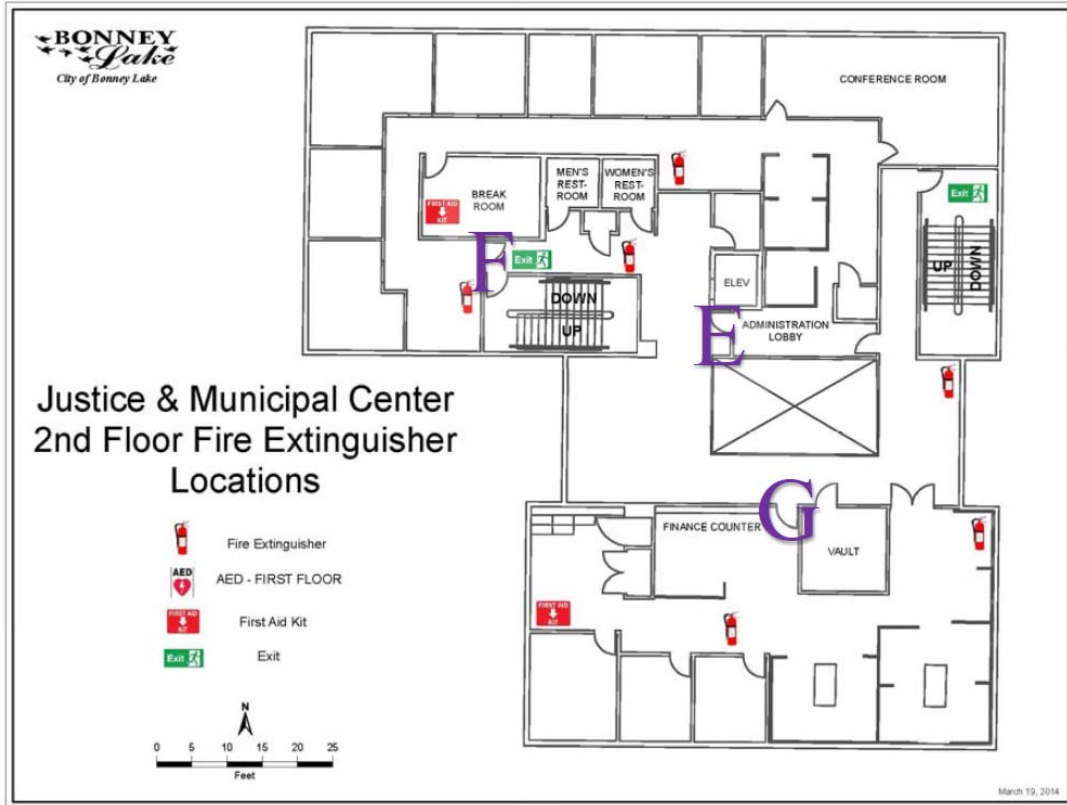 BONNEY
Lake
City of Bonney Lake
CONFERENCE ROOM
MEN'S
REST-
ROOM
WOMEN'S
REST-
ROOM
BREAK
ROOM
FIRST AID
KIT
Exit
UP
DOWN
F
Exit
ELEV
DOWN
UP
E
ADMINISTRATION
LOBBY
Justice & Municipal Center
2nd Floor Fire Extinguisher
Locations
G
FINANCE COUNTER
VAULT
FIRST AID
KIT
Fire Extinguisher
AED
AED - FIRST FLOOR
FIRST AID
KIT
First Aid Kit
Exit
Exit
N
0 5 10 15 20 25
Feet
March 19, 2014